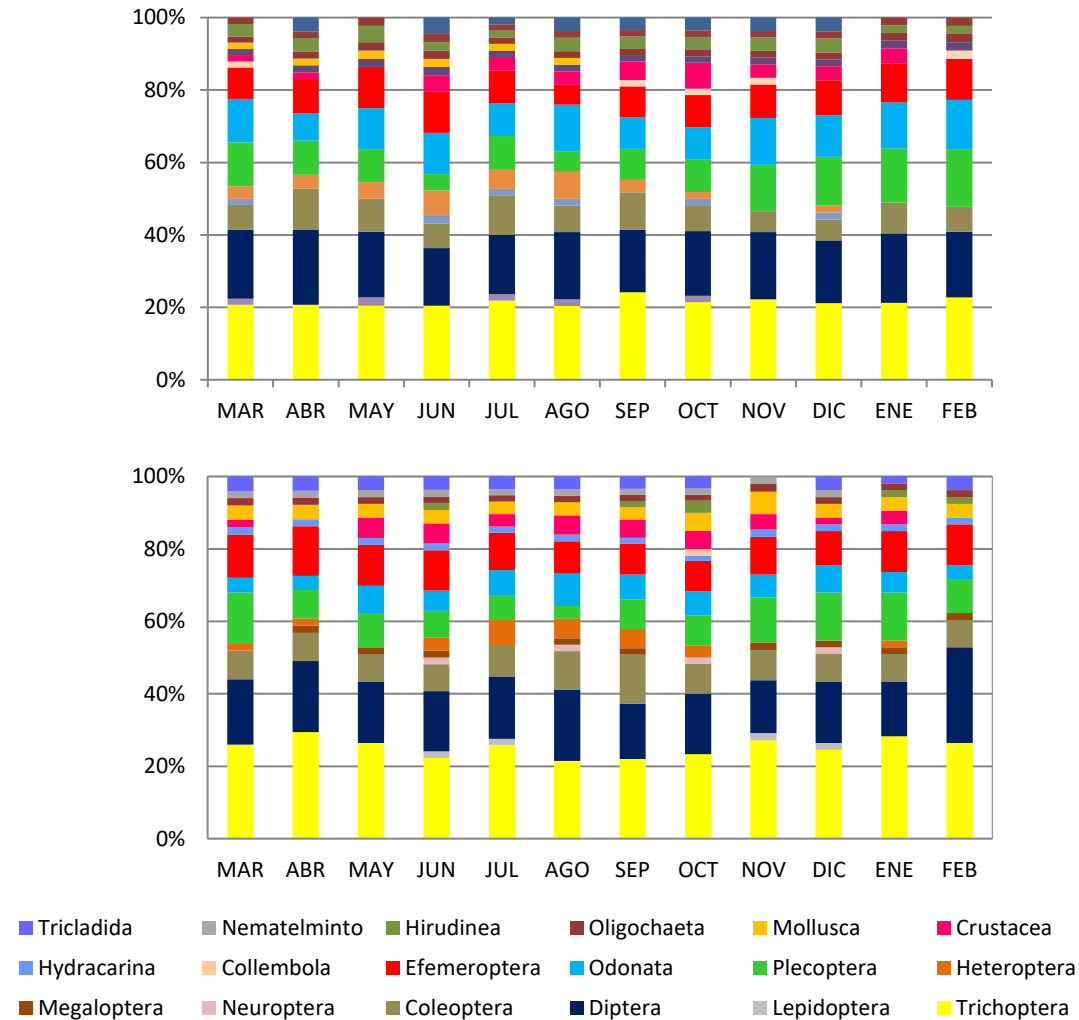 100%
80%
60%
40%
20%
0%
MAR ABR MAY JUN JUL AGO SEP OCT NOV DIC ENE FEB
100%
80%
60%
40%
20%
0%
MAR ABR MAY JUN JUL AGO SEP OCT NOV DIC ENE FEB
Tricladida Nematelminto Hirudinea Oligochaeta Mollusca Crustacea
Hydracarina Collembola Efemeroptera Odonata Plecoptera Heteroptera
Megaloptera Neuroptera Coleoptera Diptera Lepidoptera Trichoptera